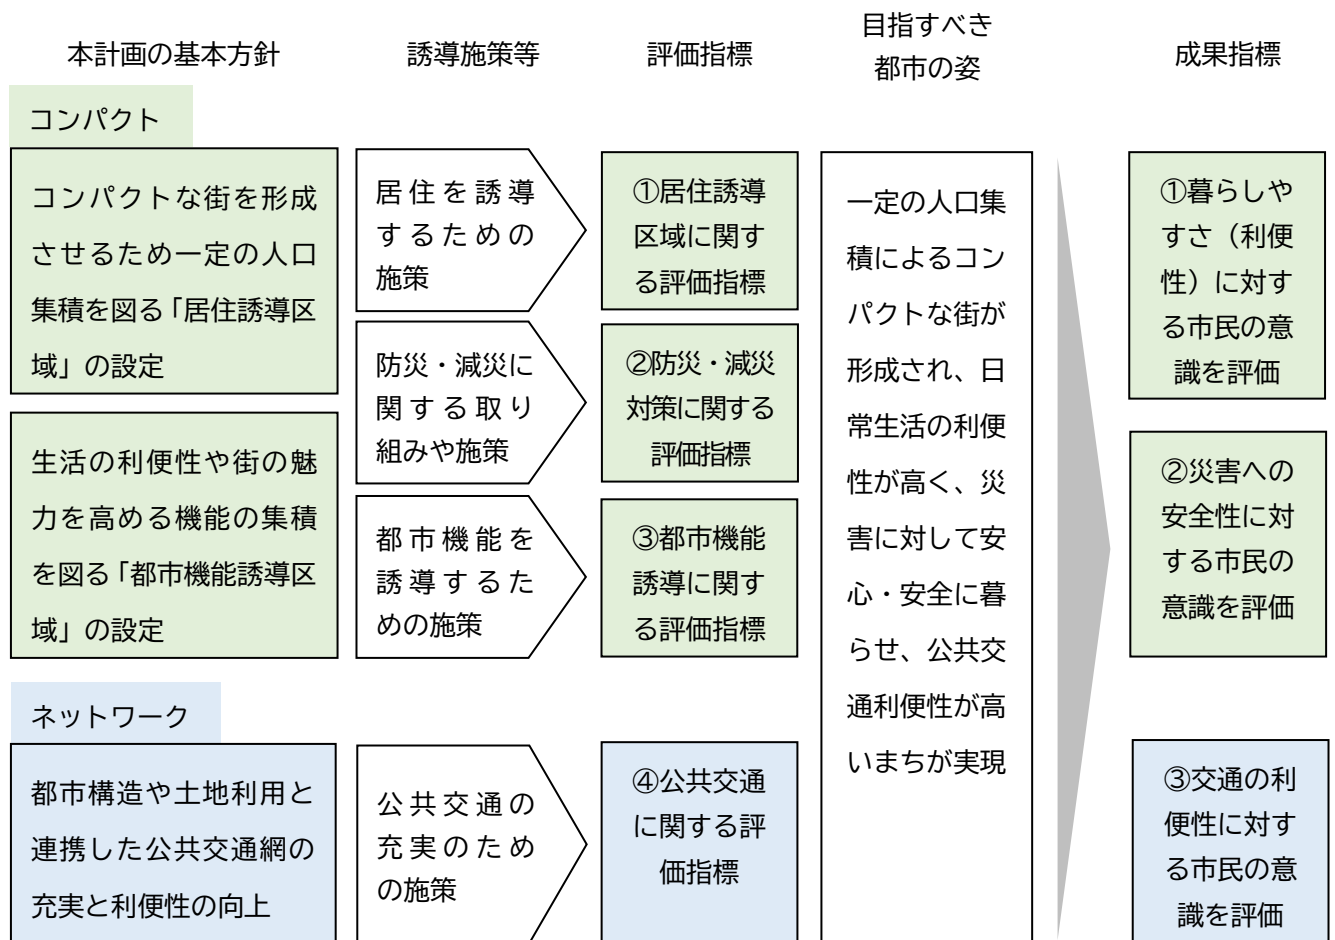 本計画の基本方針
誘導施策等
評価指標
目指すべき
都市の姿
成果指標
コンパクト
コンパクトな街を形成
させるため一定の人口
集積を図る「居住誘導区
域」の設定
生活の利便性や街の魅
力を高める機能の集積
を図る「都市機能誘導区
域」の設定
居住を誘導
するための
施策
防災・減災に
関する取り
組みや施策
都市機能を
誘導するた
めの施策
①居住誘導
区域に関す
る評価指標
②防災・減災
対策に関する
評価指標
③都市機能
誘導に関す
る評価指標
一定の人口集
積によるコン
パクトな街が
形成され、日
常生活の利便
性が高く、災
害に対して安
心・安全に暮
らせ、公共交
通利便性が高
いまちが実現
①暮らしや
すさ（利便
性）に対す
る市民の意
識を評価
②災害への
安全性に対
する市民の
意識を評価
ネットワーク
都市構造や土地利用と
連携した公共交通網の
充実と利便性の向上
公共交通の
充実のため
の施策
④公共交通
に関する評
価指標
③交通の利
便性に対す
る市民の意
識を評価